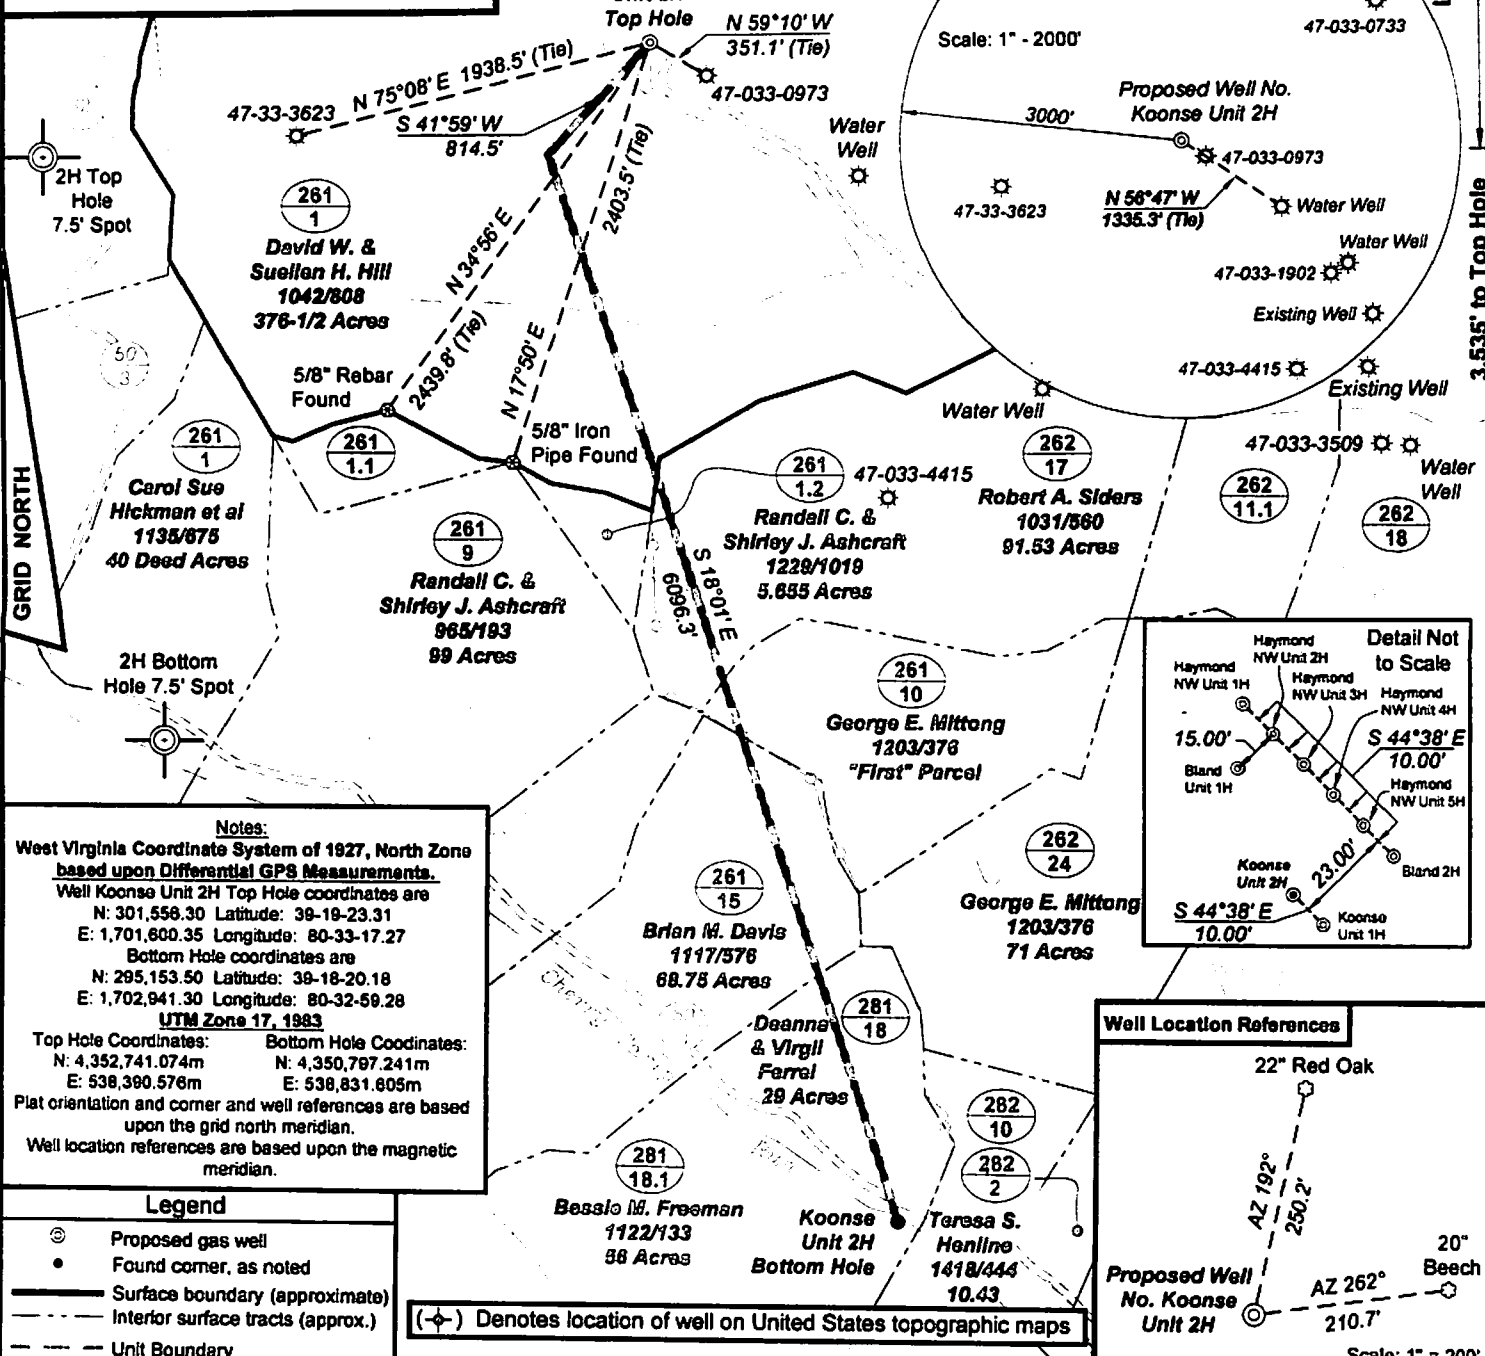 Top Hole
N 59°10' W
351.1' (Tie)
N 75°08' E 1938.5' (Tie)
47-33-3623
47-033-0973
S 41°59' W
814.5'
2403.5' (Tie)
Water
Well
Scale: 1" - 2000'
47-033-0733
Proposed Well No.
Koonse Unit 2H
3000'
47-033-0973
47-33-3623
N 56°47' W
1335.3' (Tie)
Water Well
Water Well
47-033-1902
Existing Well
47-033-4415
Existing Well
3,535' to Top Hole
2H Top
Hole
7.5' Spot
261
1
David W. &
Suellen H. Hill
1042/808
376-1/2 Acres
N 34°56' E
2439.8' (Tie)
N 17°50' E
50
3
5/8" Rebar
Found
5/8" Iron
Pipe Found
Water Well
GRID NORTH
261
1
Carol Sue
Hickman et al
1135/675
40 Deed Acres
261
1.1
261
9
Randall C. &
Shirley J. Ashcraft
965/193
99 Acres
S 18°01' E
6096.3'
261
1.2
47-033-4415
Randall C. &
Shirley J. Ashcraft
1229/1019
5.655 Acres
262
17
Robert A. Siders
1031/560
91.53 Acres
47-033-3509
Water
Well
262
11.1
262
18
2H Bottom
Hole 7.5' Spot
261
10
George E. Mittong
1203/376
"First" Parcel
Detail Not
to Scale
Haymond
NW Unit 1H
Haymond
NW Unit 2H
Haymond
NW Unit 3H
Haymond
NW Unit 4H
15.00'
S 44°38' E
10.00'
Bland
Unit 1H
Haymond
NW Unit 5H
Bland 2H
23.00'
Koonse
Unit 2H
S 44°38' E
10.00'
Koonse
Unit 1H
262
24
George E. Mittong
1203/376
71 Acres
261
15
Brian M. Davis
1117/576
68.75 Acres
281
18
Deanna
& Virgil
Ferrel
29 Acres
Notes:
West Virginia Coordinate System of 1927, North Zone
based upon Differential GPS Measurements.
Well Koonse Unit 2H Top Hole coordinates are
N: 301,556.30 Latitude: 39-19-23.31
E: 1,701,600.35 Longitude: 80-33-17.27
Bottom Hole coordinates are
N: 295,153.50 Latitude: 39-18-20.18
E: 1,702,941.30 Longitude: 80-32-59.28
UTM Zone 17, 1983
Top Hole Coordinates: Bottom Hole Coodinates:
N: 4,352,741.074m N: 4,350,797.241m
E: 538,390.576m E: 538,831.605m
Plat orientation and corner and well references are based
upon the grid north meridian.
Well location references are based upon the magnetic
meridian.
281
18.1
Bessie M. Freeman
1122/133
56 Acres
Koonse
Unit 2H
Bottom Hole
282
10
282
2
Teresa S.
Henline
1418/444
10.43
Well Location References
22" Red Oak
AZ 192°
250.2'
20"
Beech
AZ 262°
210.7'
Proposed Well
No. Koonse
Unit 2H
Scale: 1" = 200'
Legend
Proposed gas well
Found corner, as noted
Surface boundary (approximate)
Interior surface tracts (approx.)
Unit Boundary
( ) Denotes location of well on United States topographic maps